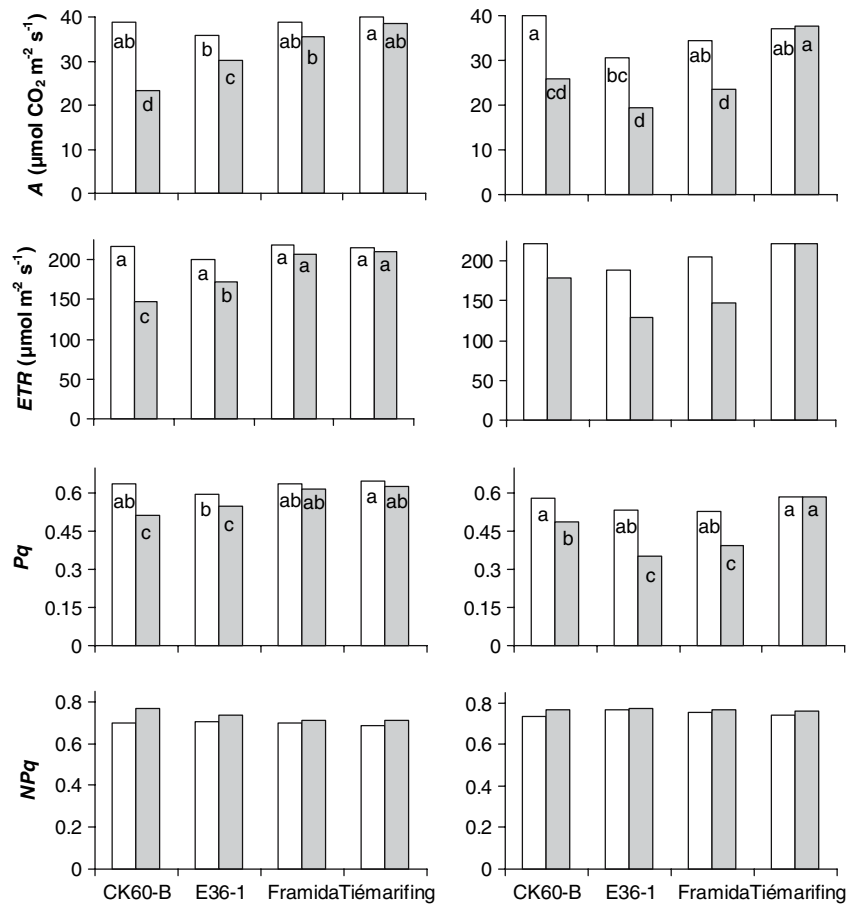 A (µmol CO₂ m⁻² s⁻¹)
40
30
20
10
0
ab
d
b
c
ab
b
a
ab
40
30
20
10
0
a
cd
bc
d
ab
d
ab
a
ETR (µmol m⁻² s⁻¹)
200
150
100
50
0
a
c
a
b
a
a
a
a
200
150
100
50
0
Pq
0.6
0.45
0.3
0.15
0
ab
c
b
c
ab
ab
a
ab
0.6
0.45
0.3
0.15
0
a
b
ab
c
ab
c
a
a
NPq
0.8
0.6
0.4
0.2
0
CK60-B E36-1 Framida Tiémarifing
0.8
0.6
0.4
0.2
0
CK60-B E36-1 Framida Tiémarifing